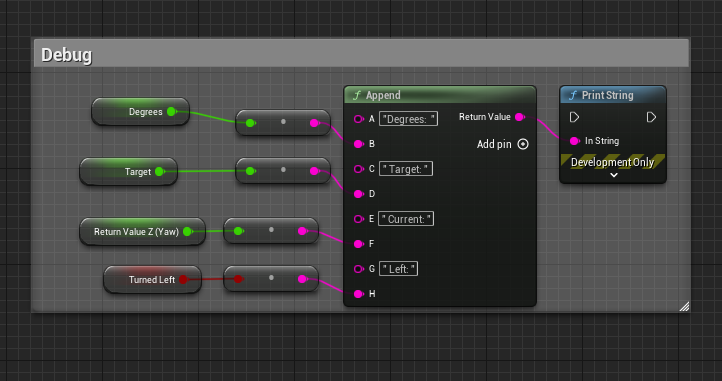 Debug
Degrees
Target
Return Value Z (Yaw)
Turned Left
f Append
A "Degrees: " Return Value
B Add pin
C " Target: "
D
E " Current: "
F
G " Left: "
H
f Print String
In String
Development Only